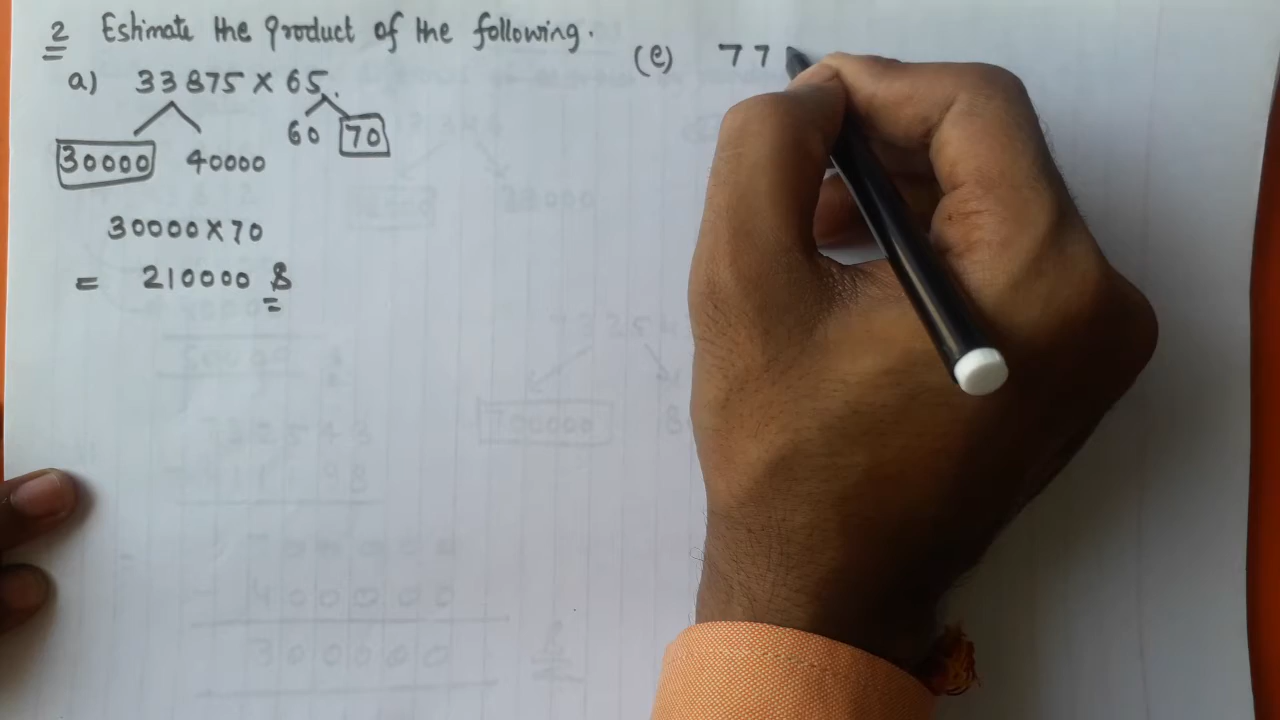 2 Estimate the product of the following.
a) 33875 × 65.
30000 40000 60 70
30000 × 70
= 210000
(e) 77